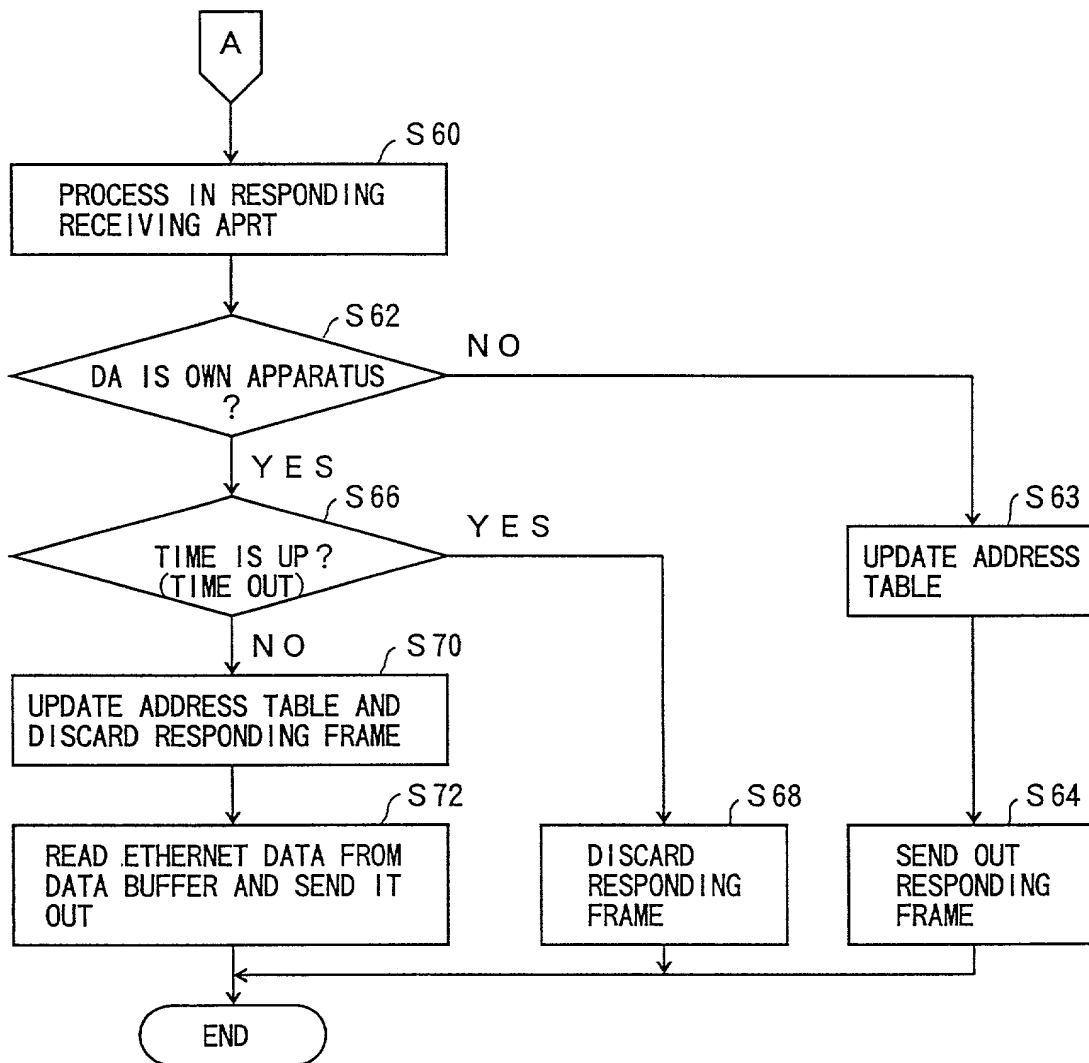 A
S60
PROCESS IN RESPONDING
RECEIVING APRT
S62
DA IS OWN APPARATUS
?
NO
YES
S66
TIME IS UP?
(TIME OUT)
YES
S63
UPDATE ADDRESS
TABLE
NO
S70
UPDATE ADDRESS TABLE AND
DISCARD RESPONDING FRAME
S72
READ ETHERNET DATA FROM
DATA BUFFER AND SEND IT
OUT
S68
DISCARD
RESPONDING
FRAME
S64
SEND OUT
RESPONDING
FRAME
END